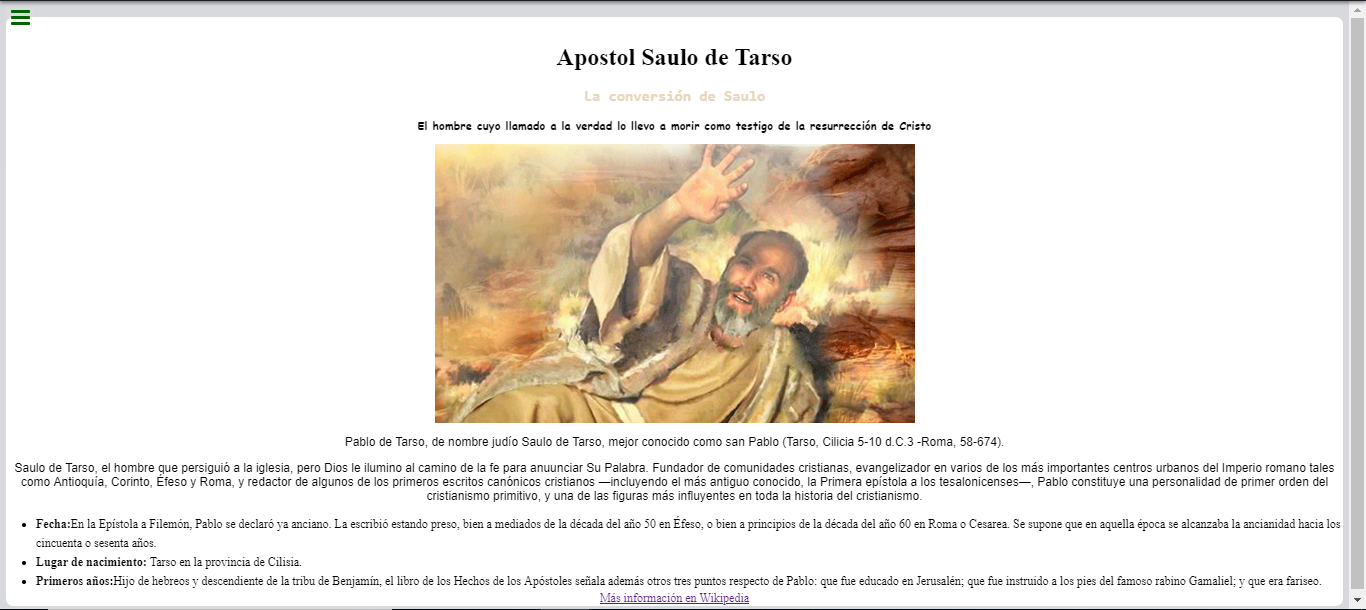 Apostol Saulo de Tarso
La conversión de Saulo
El hombre cuyo llamado a la verdad lo llevo a morir como testigo de la resurrección de Cristo
Pablo de Tarso, de nombre judío Saulo de Tarso, mejor conocido como san Pablo (Tarso, Cilicia 5-10 d.C.3 -Roma, 58-674).
Saulo de Tarso, el hombre que persiguió a la iglesia, pero Dios le ilumino al camino de la fe para anuunciar Su Palabra. Fundador de comunidades cristianas, evangelizador en varios de los más importantes centros urbanos del Imperio romano tales
como Antioquía, Corinto, Éfeso y Roma, y redactor de algunos de los primeros escritos canónicos cristianos —incluyendo el más antiguo conocido, la Primera epístola a los tesalonicenses—, Pablo constituye una personalidad de primer orden del
cristianismo primitivo, y una de las figuras más influyentes en toda la historia del cristianismo.
• Fecha:En la Epístola a Filemón, Pablo se declaró ya anciano. La escribió estando preso, bien a mediados de la década del año 50 en Éfeso, o bien a principios de la década del año 60 en Roma o Cesarea. Se supone que en aquella época se alcanzaba la ancianidad hacia los
cincuenta o sesenta años.
• Lugar de nacimiento: Tarso en la provincia de Cilisia.
• Primeros años:Hijo de hebreos y descendiente de la tribu de Benjamín, el libro de los Hechos de los Apóstoles señala además otros tres puntos respecto de Pablo: que fue educado en Jerusalén; que fue instruido a los pies del famoso rabino Gamaliel; y que era fariseo.
Más información en Wikipedia